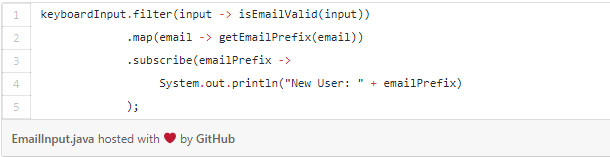 1 keyboardInput.filter(input -> isEmailValid(input))
2 .map(email -> getEmailPrefix(email))
3 .subscribe(emailPrefix ->
4 System.out.println("New User: " + emailPrefix)
5 );
EmailInput.java hosted with ❤ by GitHub